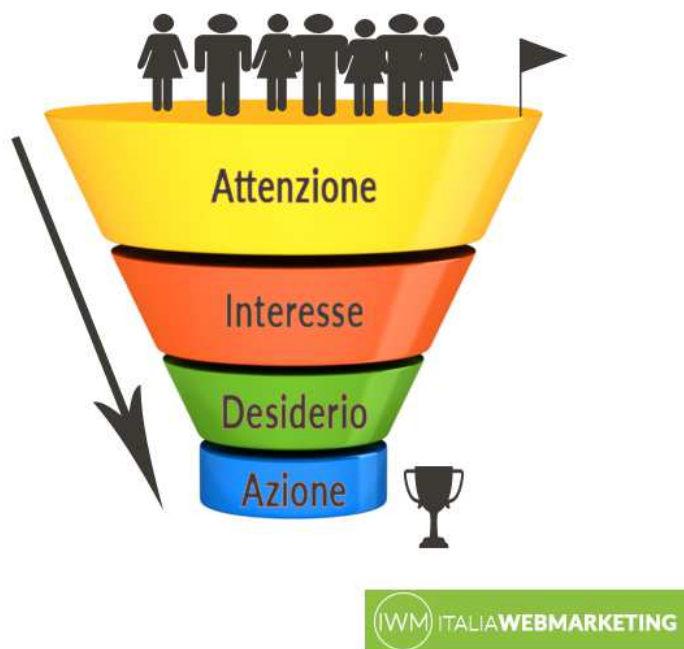 Attenzione
Interesse
Desiderio
Azione
IWM ITALIAWEBMARKETING